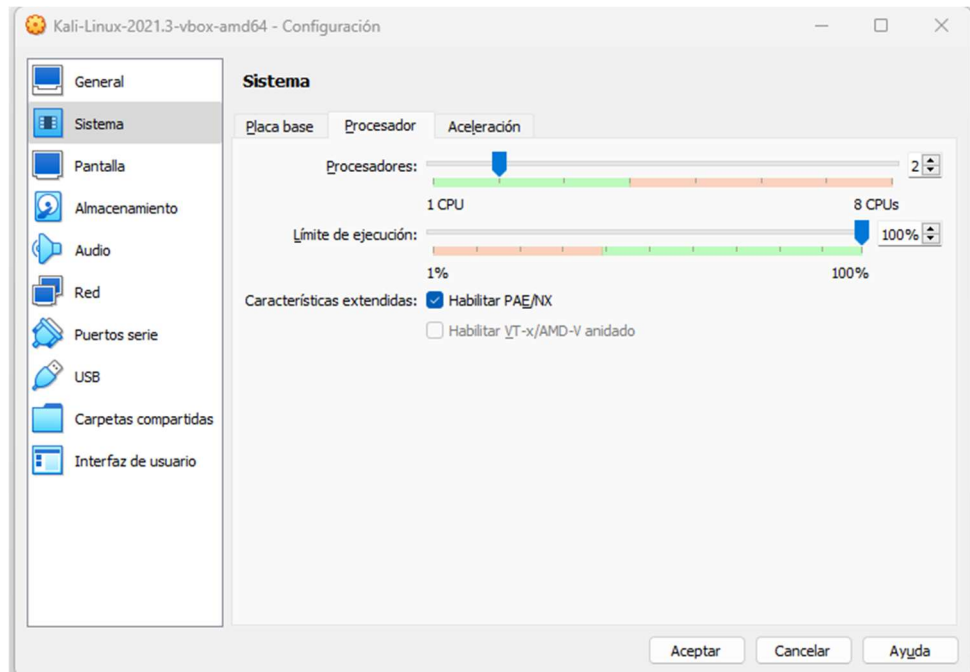 Kali-Linux-2021.3-vbox-amd64 - Configuración
General
Sistema
Pantalla
Almacenamiento
Audio
Red
Puertos serie
USB
Carpetas compartidas
Interfaz de usuario
Sistema
Placa base Procesador Aceleración
Procesadores: 2
1 CPU 8 CPUs
Límite de ejecución: 100%
1% 100%
Características extendidas: Habilitar PAE/NX
Habilitar VT-x/AMD-V anidado
Aceptar Cancelar Ayuda